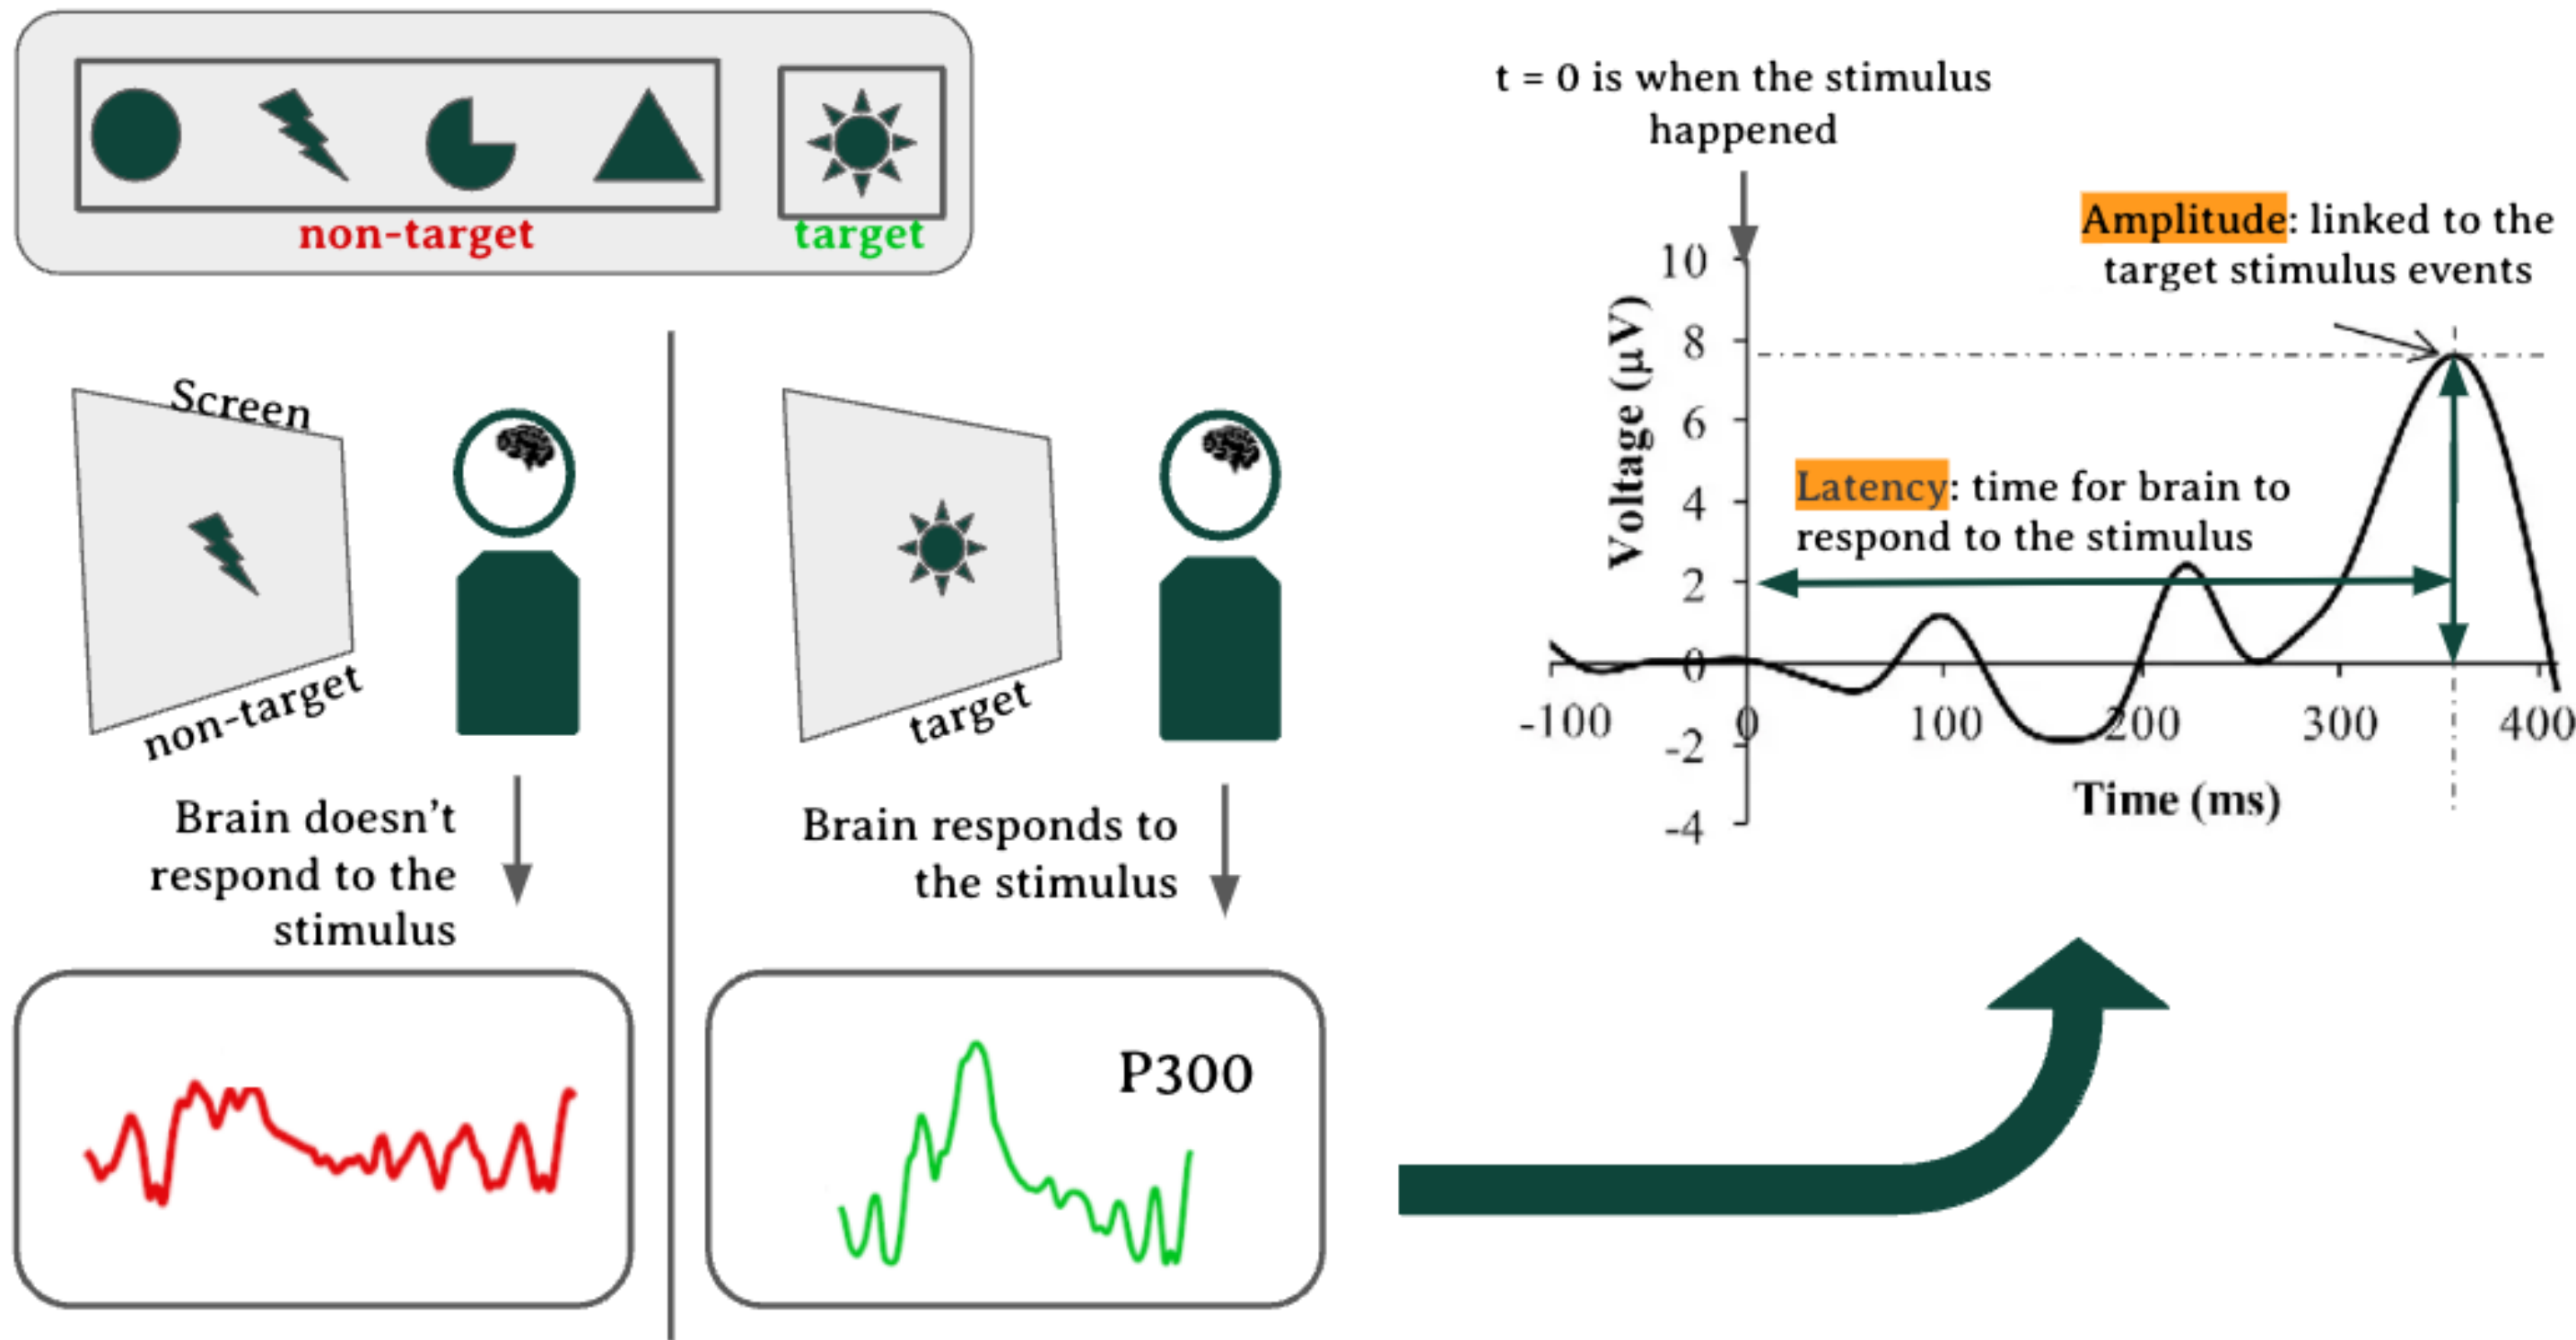 non-target
target
Screen
non-target
Brain doesn’t
respond to the
stimulus
target
Brain responds to
the stimulus
P300
t = 0 is when the stimulus
happened
Amplitude: linked to the
target stimulus events
Latency: time for brain to
respond to the stimulus
Voltage (μV)
10
8
6
4
2
0
-2
-4
-100 0 100 200 300 400
Time (ms)